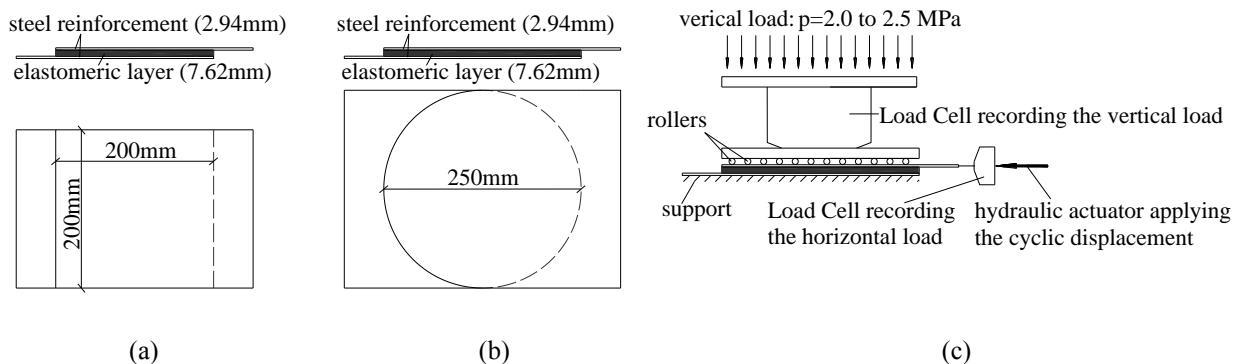 steel reinforcement (2.94mm)
elastomeric layer (7.62mm)
200mm
200mm
(a)
steel reinforcement (2.94mm)
elastomeric layer (7.62mm)
250mm
(b)
verical load: p=2.0 to 2.5 MPa
Load Cell recording the vertical load
rollers
support
Load Cell recording
the horizontal load
hydraulic actuator applying
the cyclic displacement
(c)